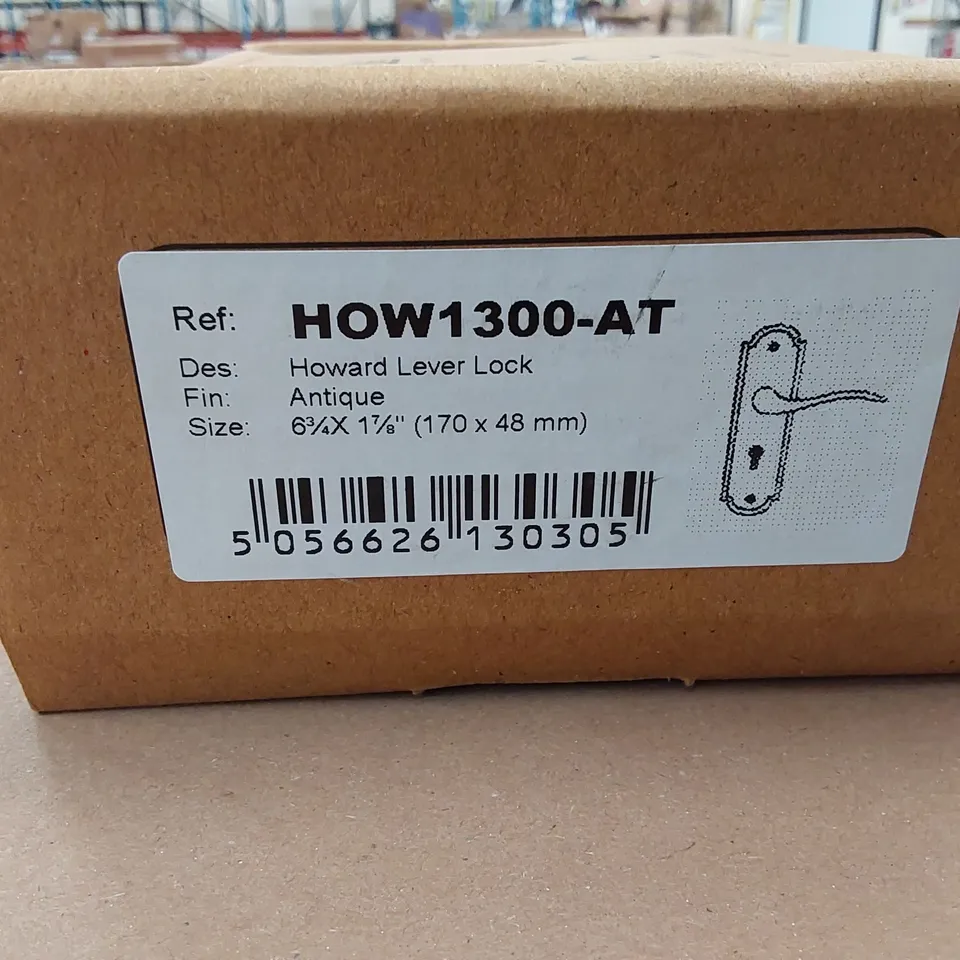 Ref: HOW1300-AT
Des: Howard Lever Lock
Fin: Antique
Size: 6¾X 1⅞" (170 x 48 mm)
5 056626 130305